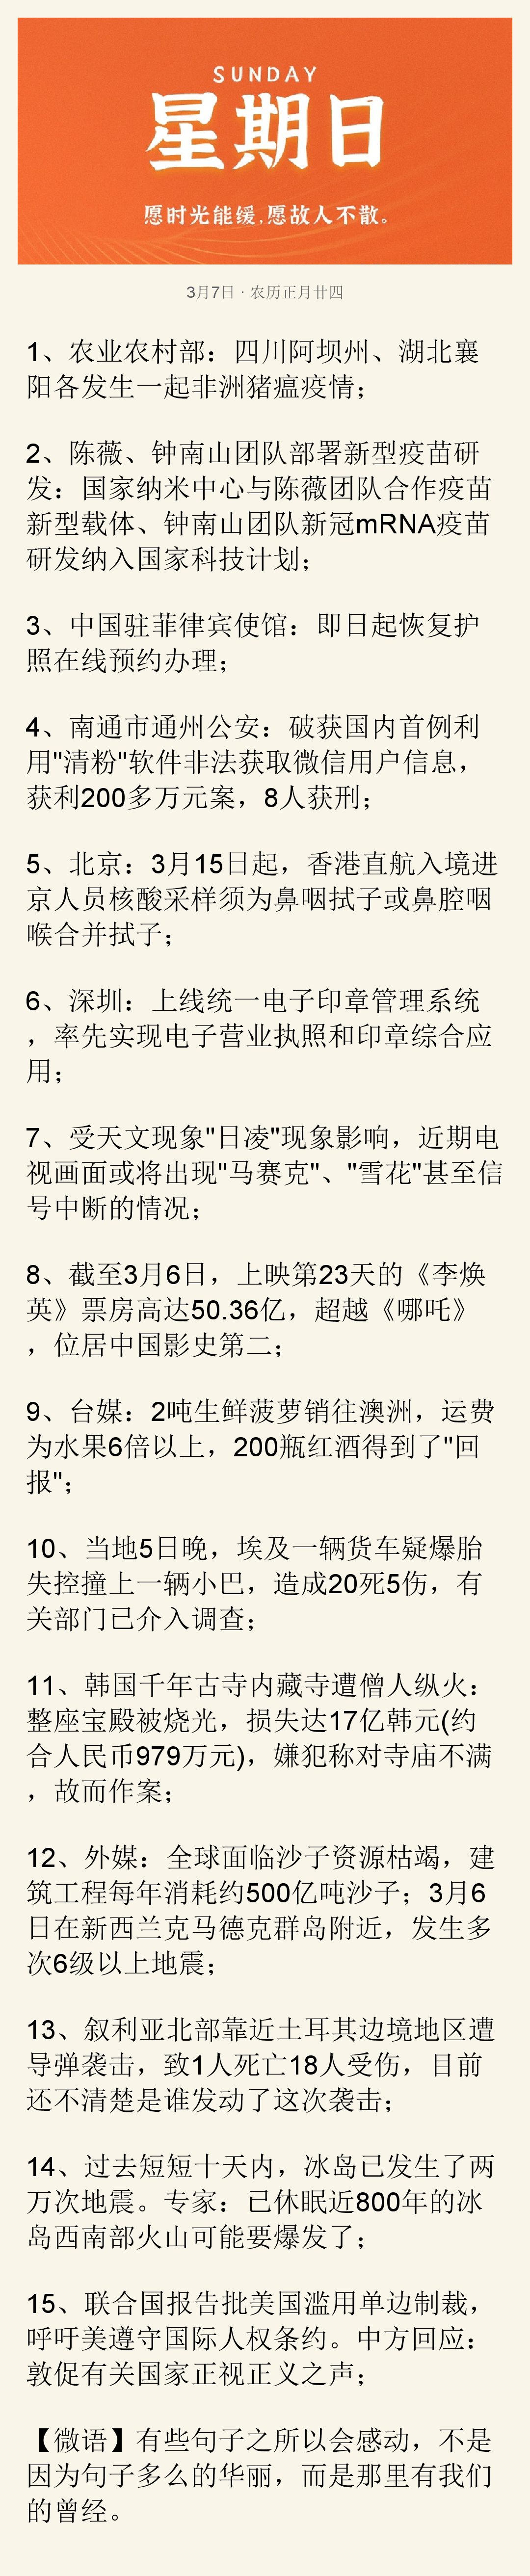 SUNDAY
星期日
愿时光能缓,愿故人不散。
3月7日 · 农历正月廿四
1、农业农村部：四川阿坝州、湖北襄
阳各发生一起非洲猪瘟疫情；
2、陈薇、钟南山团队部署新型疫苗研
发：国家纳米中心与陈薇团队合作疫苗
新型载体、钟南山团队新冠mRNA疫苗
研发纳入国家科技计划；
3、中国驻菲律宾使馆：即日起恢复护
照在线预约办理；
4、南通市通州公安：破获国内首例利
用"清粉"软件非法获取微信用户信息，
获利200多万元案，8人获刑；
5、北京：3月15日起，香港直航入境进
京人员核酸采样须为鼻咽拭子或鼻腔咽
喉合并拭子；
6、深圳：上线统一电子印章管理系统
，率先实现电子营业执照和印章综合应
用；
7、受天文现象"日凌"现象影响，近期电
视画面或将出现"马赛克"、"雪花"甚至信
号中断的情况；
8、截至3月6日，上映第23天的《李焕
英》票房高达50.36亿，超越《哪吒》
，位居中国影史第二；
9、台媒：2吨生鲜菠萝销往澳洲，运费
为水果6倍以上，200瓶红酒得到了"回
报"；
10、当地5日晚，埃及一辆货车疑爆胎
失控撞上一辆小巴，造成20死5伤，有
关部门已介入调查；
11、韩国千年古寺内藏寺遭僧人纵火：
整座宝殿被烧光，损失达17亿韩元(约
合人民币979万元)，嫌犯称对寺庙不满
，故而作案；
12、外媒：全球面临沙子资源枯竭，建
筑工程每年消耗约500亿吨沙子；3月6
日在新西兰克马德克群岛附近，发生多
次6级以上地震；
13、叙利亚北部靠近土耳其边境地区遭
导弹袭击，致1人死亡18人受伤，目前
还不清楚是谁发动了这次袭击；
14、过去短短十天内，冰岛已发生了两
万次地震。专家：已休眠近800年的冰
岛西南部火山可能要爆发了；
15、联合国报告批美国滥用单边制裁，
呼吁美遵守国际人权条约。中方回应：
敦促有关国家正视正义之声；
【微语】有些句子之所以会感动，不是
因为句子多么的华丽，而是那里有我们
的曾经。